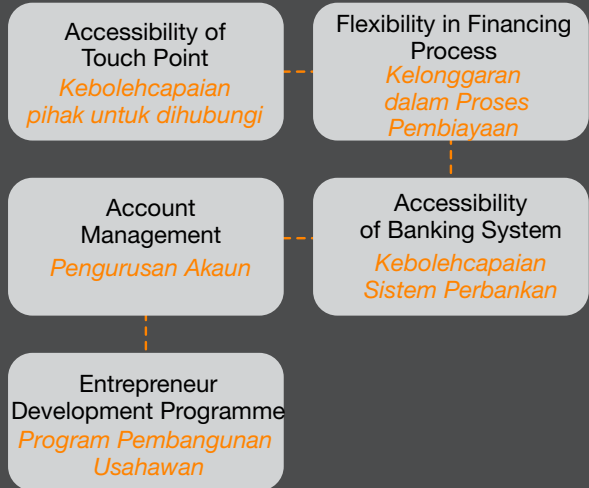 Accessibility of
Touch Point
Kebolehcapaian
pihak untuk dihubungi
Flexibility in Financing
Process
Kelonggaran
dalam Proses
Pembiayaan
Account
Management
Pengurusan Akaun
Accessibility
of Banking System
Kebolehcapaian
Sistem Perbankan
Entrepreneur
Development Programme
Program Pembangunan
Usahawan